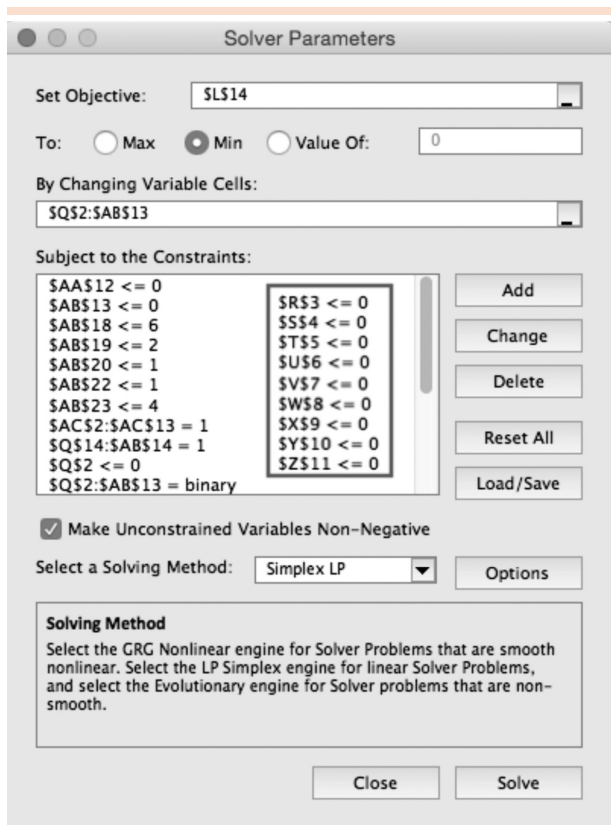 Solver Parameters
Set Objective: $L$14
To: Max Min Value Of: 0
By Changing Variable Cells:
$Q$2:$AB$13
Subject to the Constraints:
$AA$12 <= 0
$AB$13 <= 0
$AB$18 <= 6
$AB$19 <= 2
$AB$20 <= 1
$AB$22 <= 1
$AB$23 <= 4
$AC$2:$AC$13 = 1
$Q$14:$AB$14 = 1
$Q$2 <= 0
$Q$2:$AB$13 = binary
$R$3 <= 0
$S$4 <= 0
$T$5 <= 0
$U$6 <= 0
$V$7 <= 0
$W$8 <= 0
$X$9 <= 0
$Y$10 <= 0
$Z$11 <= 0
Add
Change
Delete
Reset All
Load/Save
Make Unconstrained Variables Non-Negative
Select a Solving Method: Simplex LP Options
Solving Method
Select the GRG Nonlinear engine for Solver Problems that are smooth
nonlinear. Select the LP Simplex engine for linear Solver Problems,
and select the Evolutionary engine for Solver problems that are non-
smooth.
Close Solve